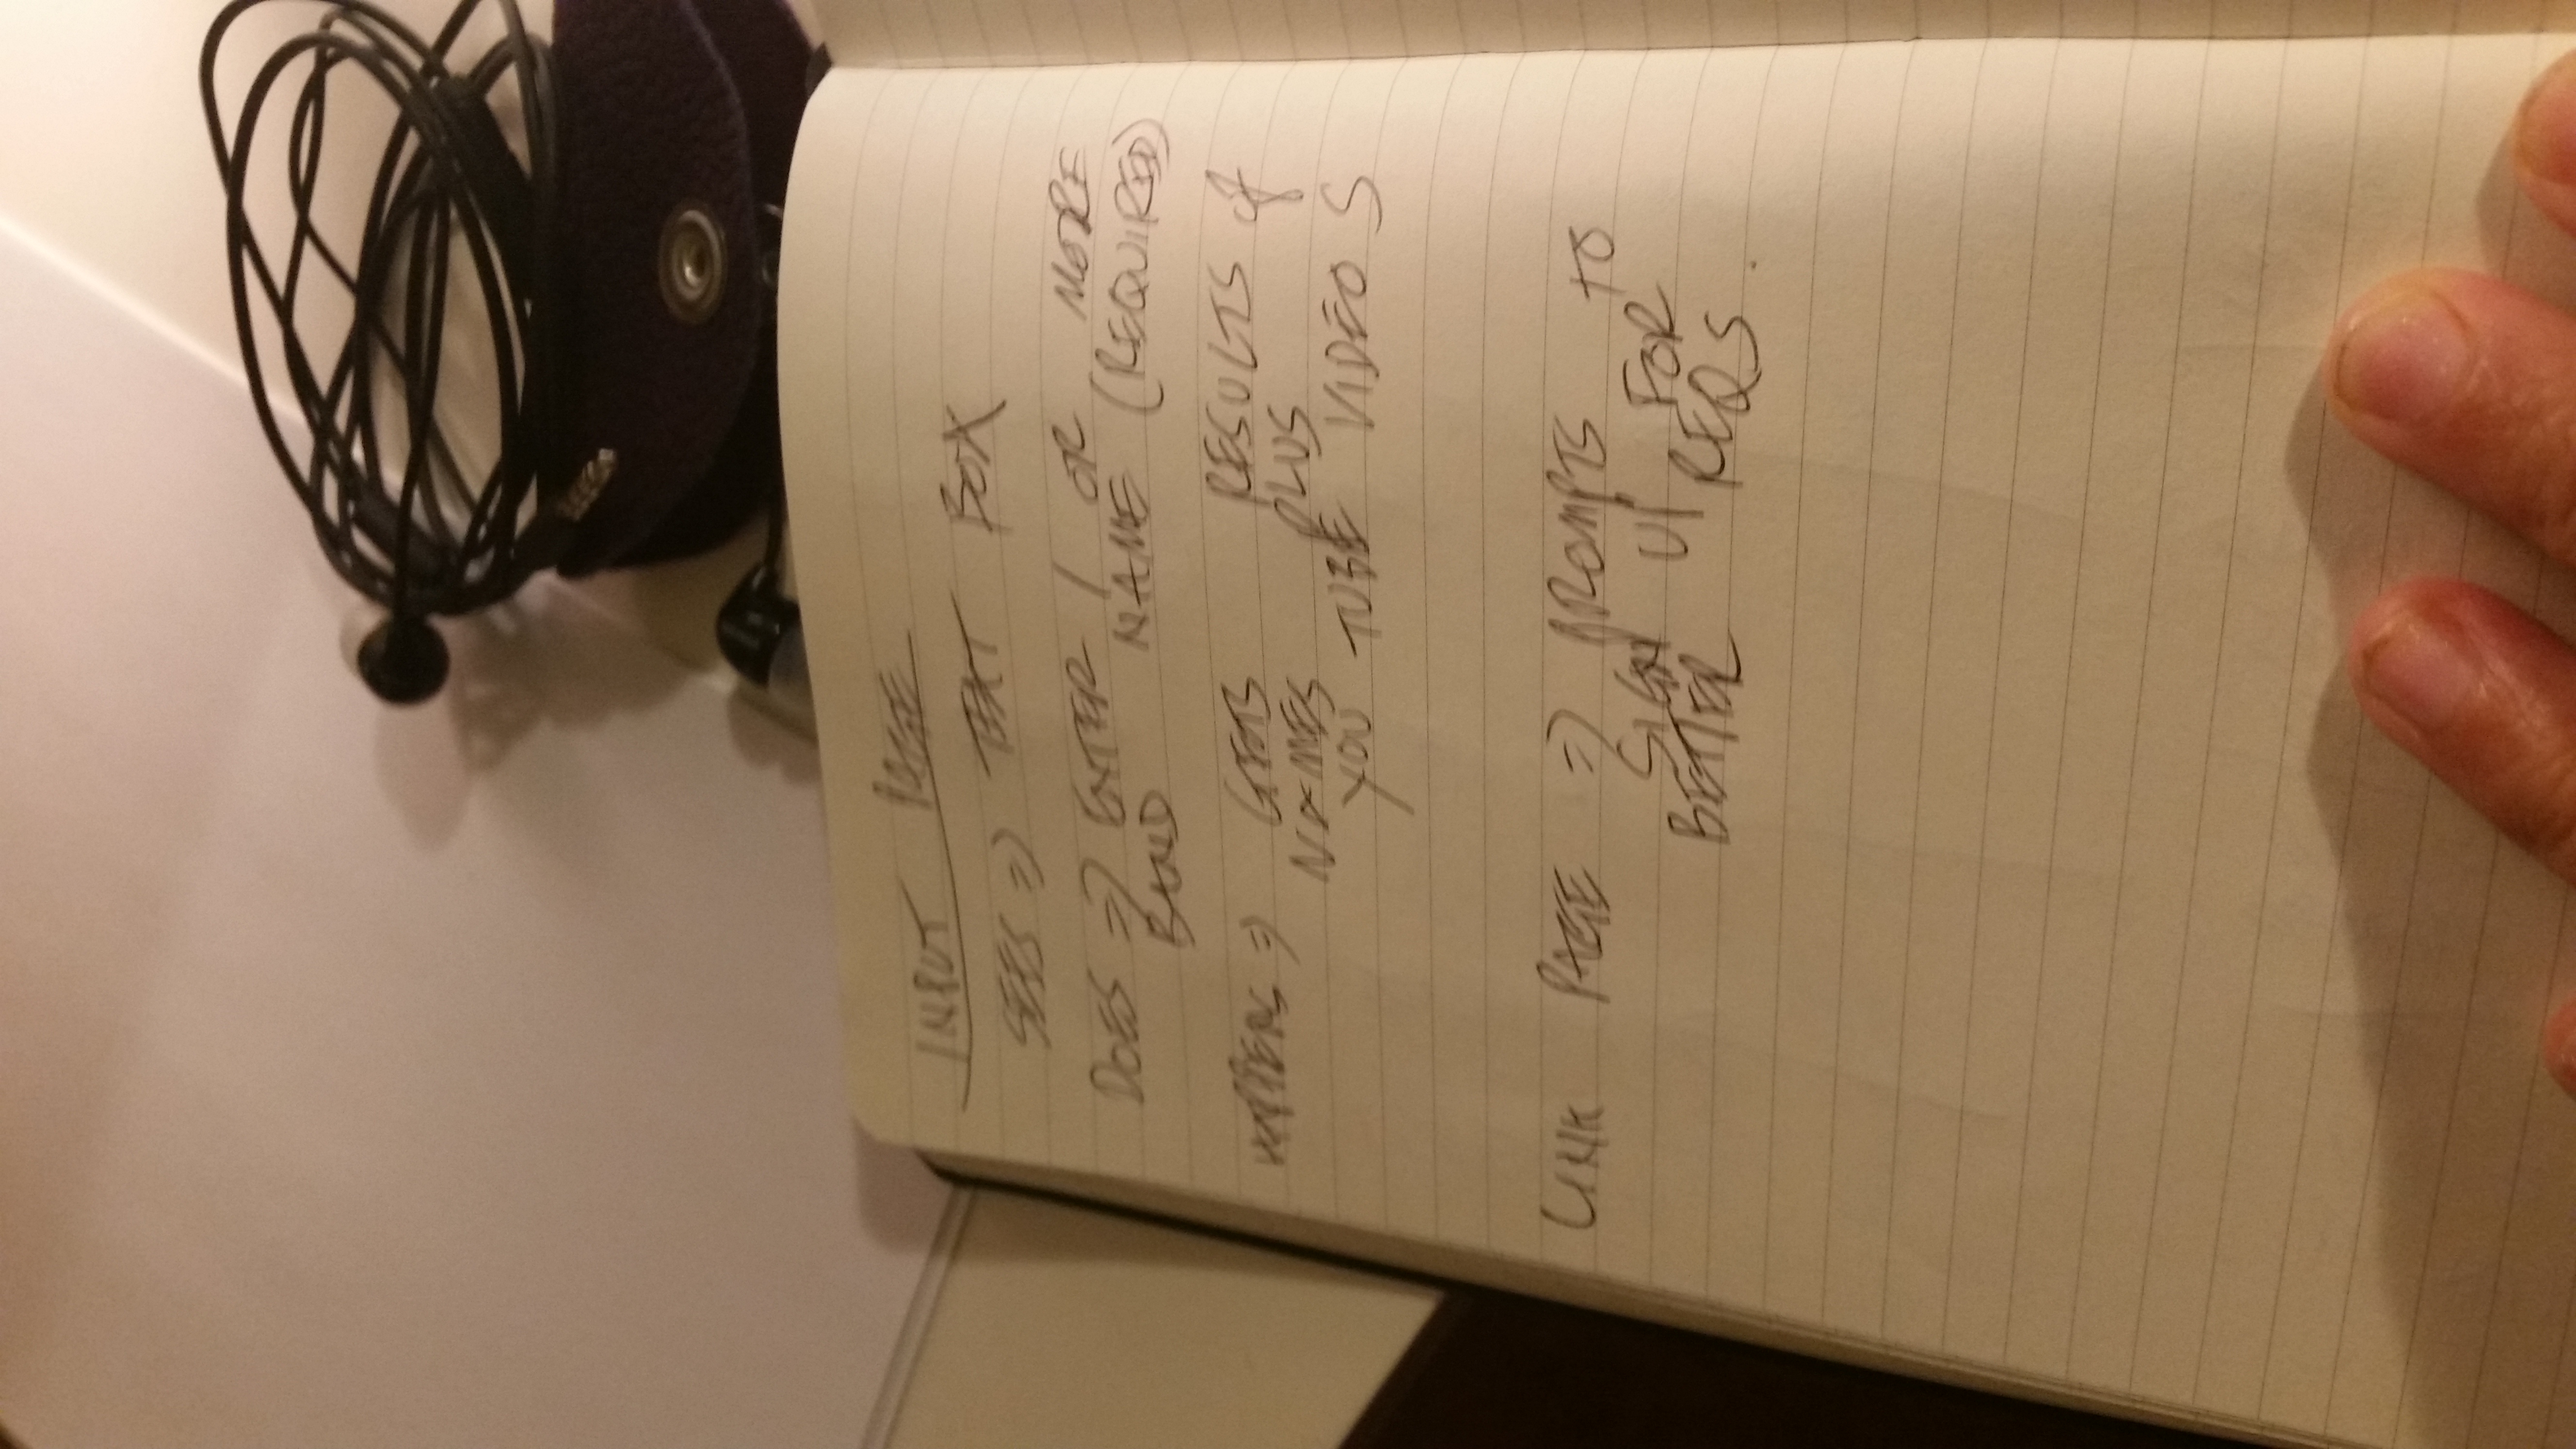 INPUT PAGE
SEES => TEXT BOX
DOES => ENTER 1 OR MORE
BAND NAME (REQUIRED)
HAPPENS => GETS RESULTS of
NAMES PLUS
YOU TUBE VIDEOS
LINK PAGE => PROMPTS TO
SIGN UP FOR
BETTER REQS.